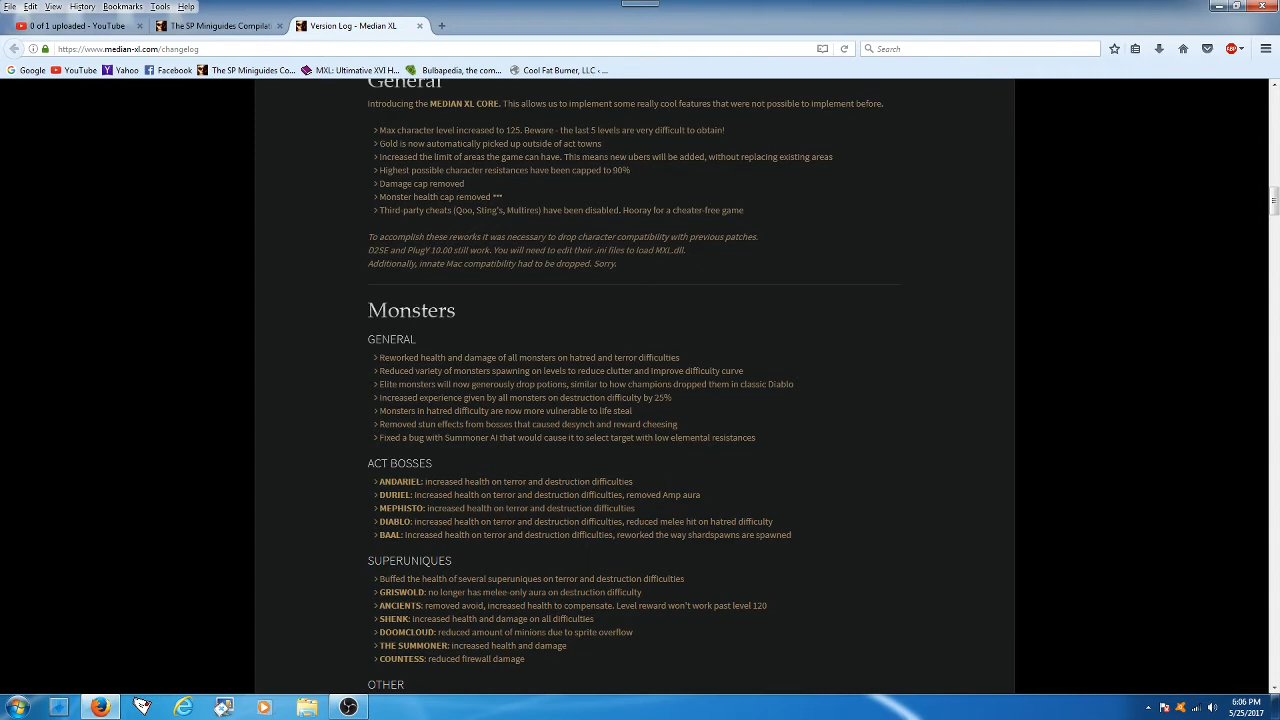 File Edit View History Bookmarks Tools Help
The SP Miniguides Compilat...
Version Log - Median XL
https://www.median-xl.com/changelog
Search
Google YouTube Yahoo Facebook The SP Miniguides Co... MXL: Ultimative XVI H... Bulbapedia, the com... Cool Fat Burner, LLC ‹ ...
General
Introducing the MEDIAN XL CORE. This allows us to implement some really cool features that were not possible to implement before.
› Max character level increased to 125. Beware - the last 5 levels are very difficult to obtain!
› Gold is now automatically picked up outside of act towns
› Increased the limit of areas the game can have. This means new ubers will be added, without replacing existing areas
› Highest possible character resistances have been capped to 90%
› Damage cap removed
› Monster health cap removed ***
› Third-party cheats (Qoo, Sting's, Multires) have been disabled. Hooray for a cheater-free game
To accomplish these reworks it was necessary to drop character compatibility with previous patches.
D2SE and PlugY 10.00 still work. You will need to edit their .ini files to load MXL.dll.
Additionally, innate Mac compatibility had to be dropped. Sorry.
Monsters
GENERAL
› Reworked health and damage of all monsters on hatred and terror difficulties
› Reduced variety of monsters spawning on levels to reduce clutter and improve difficulty curve
› Elite monsters will now generously drop potions, similar to how champions dropped them in classic Diablo
› Increased experience given by all monsters on destruction difficulty by 25%
› Monsters in hatred difficulty are now more vulnerable to life steal
› Removed stun effects from bosses that caused desynch and reward cheesing
› Fixed a bug with Summoner AI that would cause it to select target with low elemental resistances
ACT BOSSES
› ANDARIEL: increased health on terror and destruction difficulties
› DURIEL: increased health on terror and destruction difficulties, removed Amp aura
› MEPHISTO: increased health on terror and destruction difficulties
› DIABLO: increased health on terror and destruction difficulties, reduced melee hit on hatred difficulty
› BAAL: increased health on terror and destruction difficulties, reworked the way shardspawns are spawned
SUPERUNIQUES
› Buffed the health of several superuniques on terror and destruction difficulties
› GRISWOLD: no longer has melee-only aura on destruction difficulty
› ANCIENTS: removed avoid, increased health to compensate. Level reward won't work past level 120
› SHENK: increased health and damage on all difficulties
› DOOMCLOUD: reduced amount of minions due to sprite overflow
› THE SUMMONER: increased health and damage
› COUNTESS: reduced firewall damage
OTHER
6:06 PM
5/25/2017